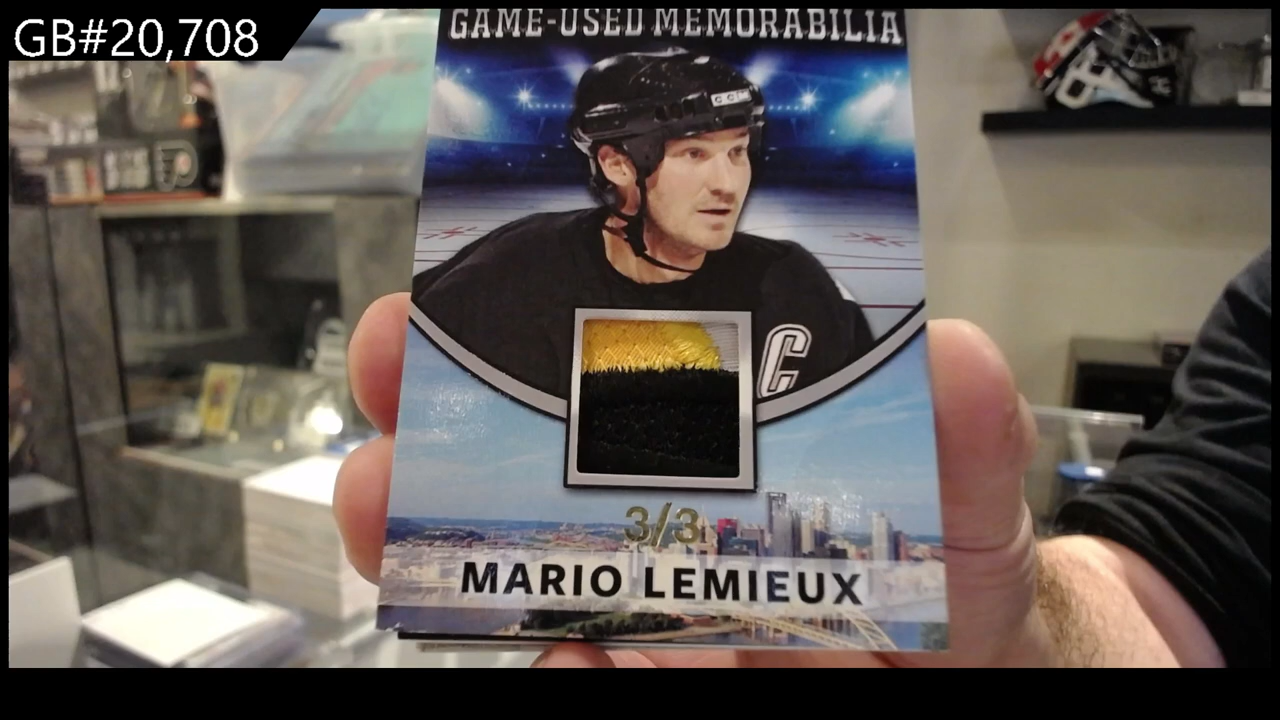 GB#20,708
GAME-USED MEMORABILIA
CCM
C
3/3
MARIO LEMIEUX